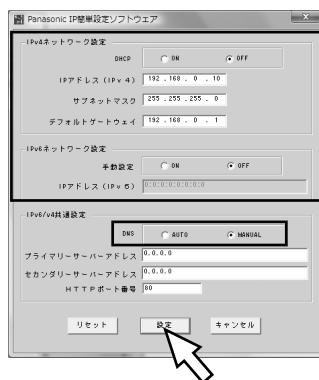 Panasonic IP簡単設定ソフトウエア
IPv4ネットワーク設定
DHCP ON OFF
IPアドレス (IPv 4) 192 . 168 . 0 . 10
サブネットマスク 255 . 255 . 255 . 0
デフォルトゲートウェイ 192 . 168 . 0 . 1
IPv6ネットワーク設定
手動設定 ON OFF
IPアドレス (IPv 6) 0:0:0:0:0:0:0:0
IPv6/v4共通設定
DNS AUTO MANUAL
プライマリーサーバーアドレス 0.0.0.0
セカンダリーサーバーアドレス 0.0.0.0
HTTPポート番号 80
リセット 設定 キャンセル